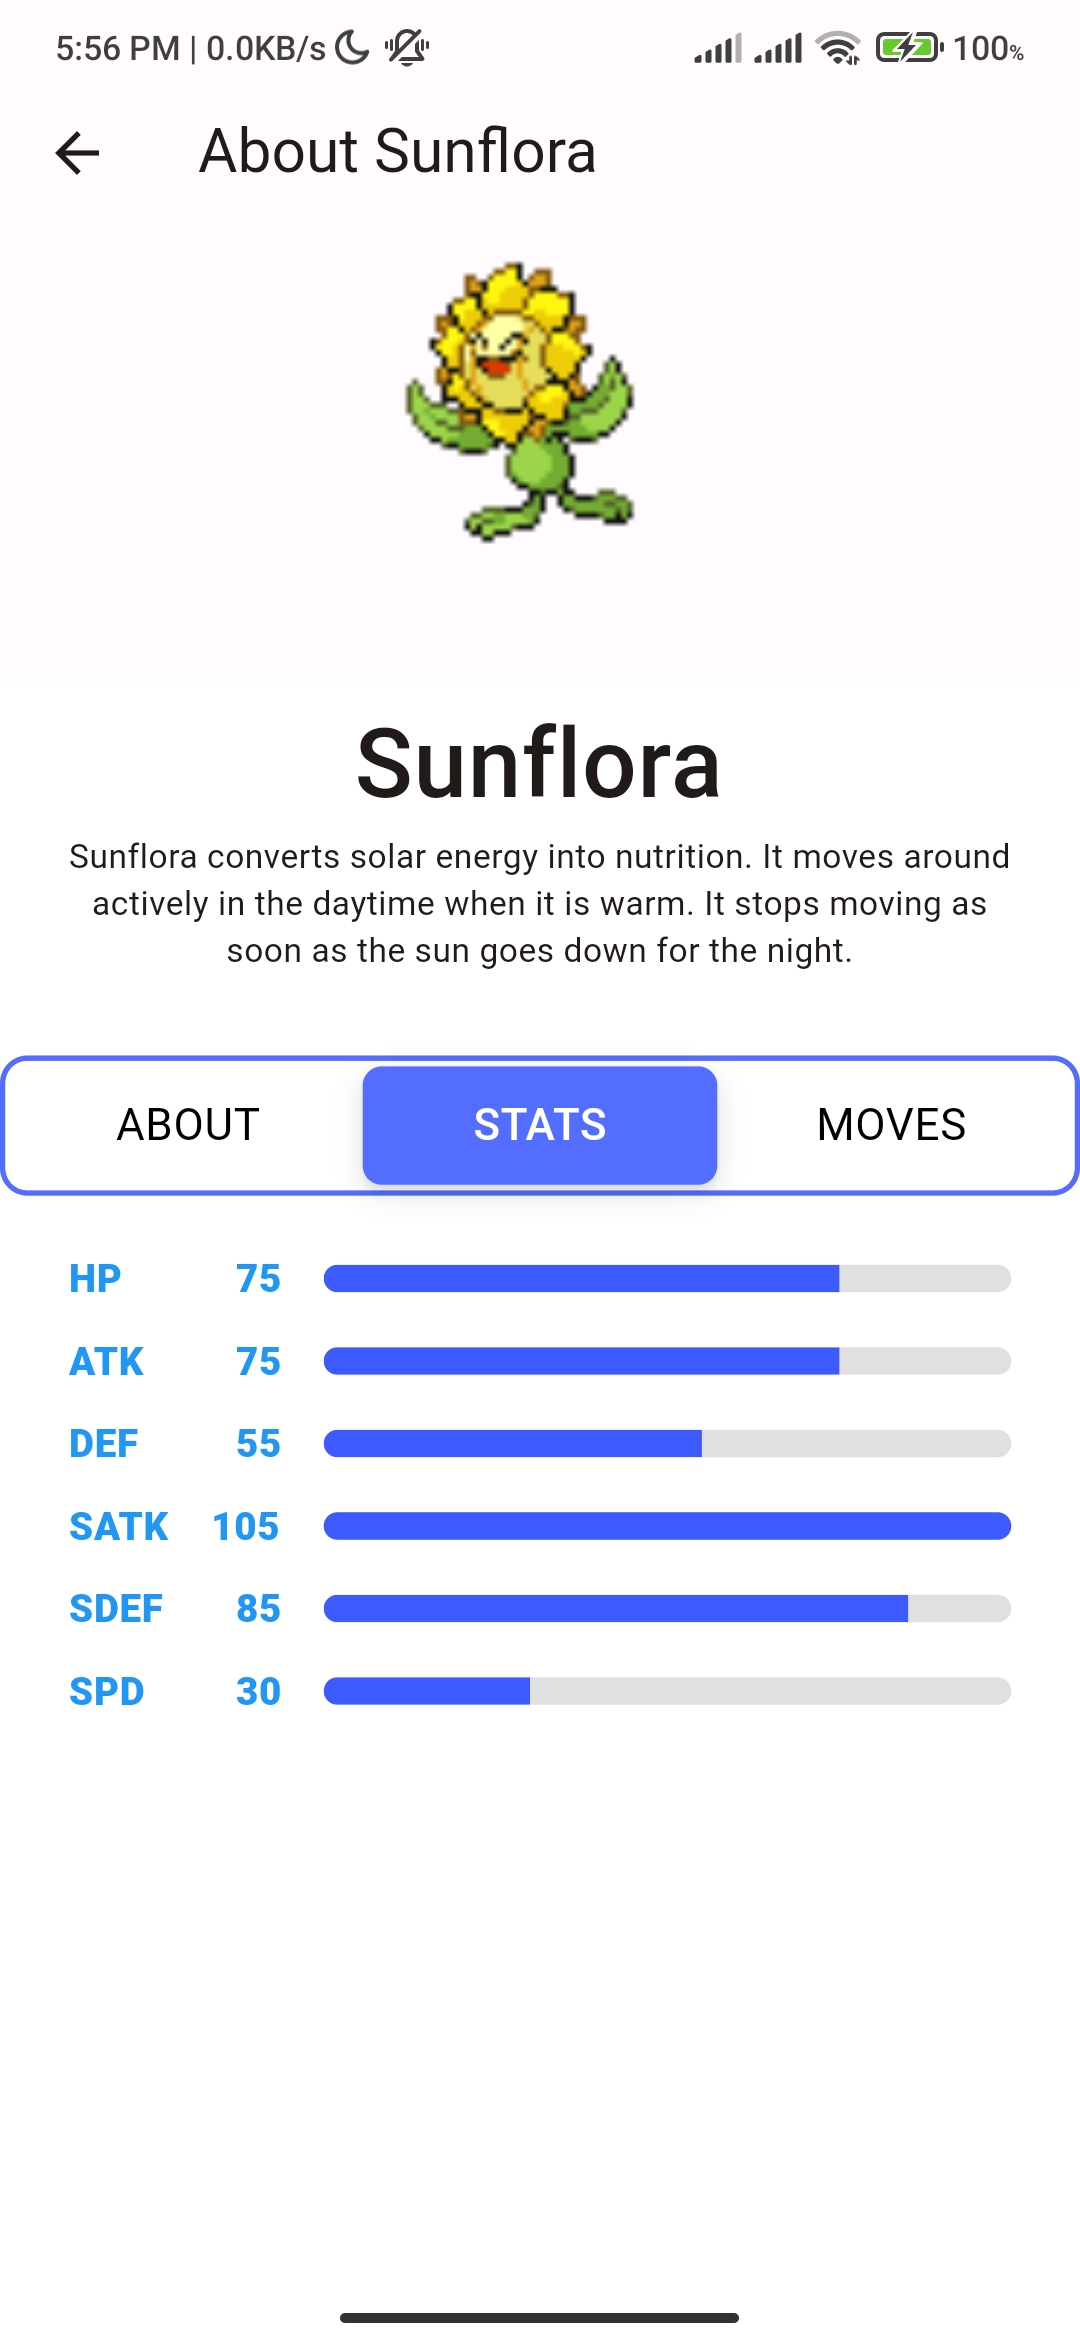 5:56 PM | 0.0KB/s 100%
About Sunflora
Sunflora
Sunflora converts solar energy into nutrition. It moves around
actively in the daytime when it is warm. It stops moving as
soon as the sun goes down for the night.
ABOUT STATS MOVES
HP 75
ATK 75
DEF 55
SATK 105
SDEF 85
SPD 30